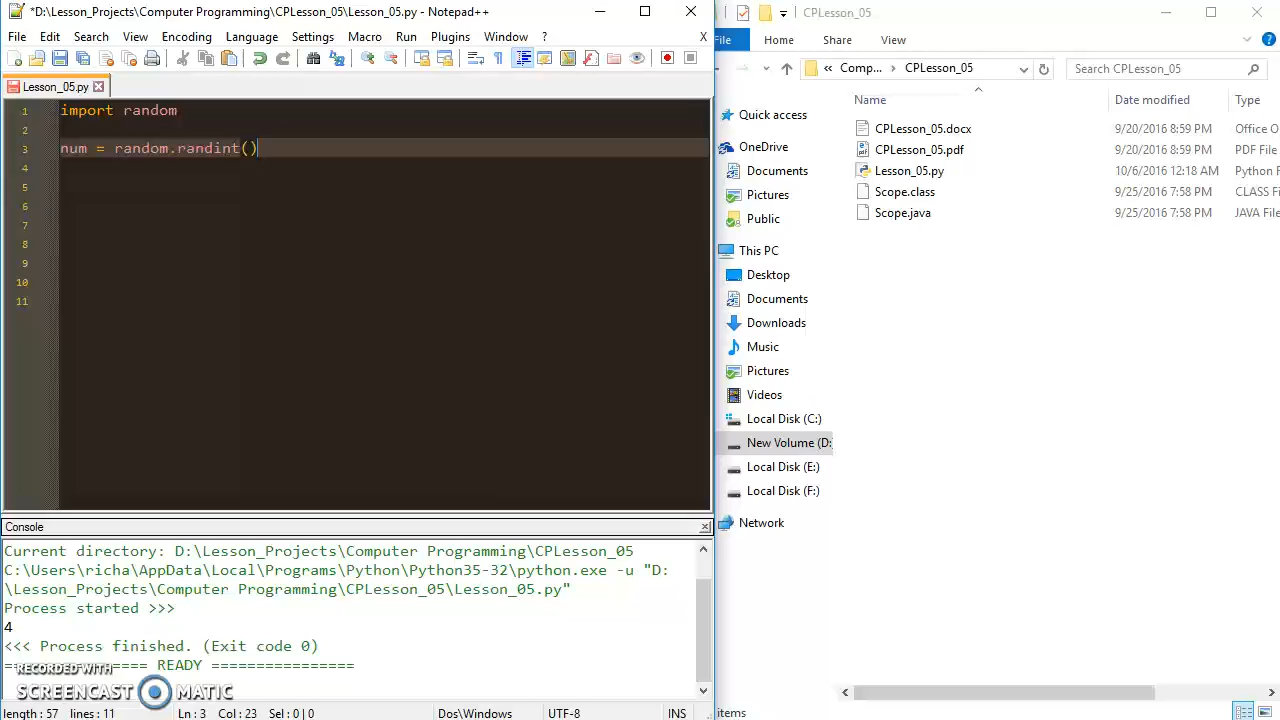 *D:\Lesson_Projects\Computer Programming\CPLesson_05\Lesson_05.py - Notepad++
File Edit Search View Encoding Language Settings Macro Run Plugins Window ? X
Lesson_05.py
1 import random
2
3 num = random.randint()
4
5
6
7
8
9
10
11
Console
Current directory: D:\Lesson_Projects\Computer Programming\CPLesson_05
C:\Users\richa\AppData\Local\Programs\Python\Python35-32\python.exe -u "D:
\Lesson_Projects\Computer Programming\CPLesson_05\Lesson_05.py"
Process started >>>
4
<<< Process finished. (Exit code 0)
================ READY ================
RECORDED WITH
SCREENCAST MATIC
length: 57 lines: 11 Ln: 3 Col: 23 Sel: 0 | 0 Dos\Windows UTF-8 INS
CPLesson_05
File Home Share View
« Comp... > CPLesson_05 Search CPLesson_05
Name Date modified Type
CPLesson_05.docx 9/20/2016 8:59 PM Office O
CPLesson_05.pdf 9/20/2016 8:59 PM PDF File
Lesson_05.py 10/6/2016 12:18 AM Python F
Scope.class 9/25/2016 7:58 PM CLASS Fi
Scope.java 9/25/2016 7:58 PM JAVA File
Quick access
OneDrive
Documents
Pictures
Public
This PC
Desktop
Documents
Downloads
Music
Pictures
Videos
Local Disk (C:)
New Volume (D:
Local Disk (E:)
Local Disk (F:)
Network
items